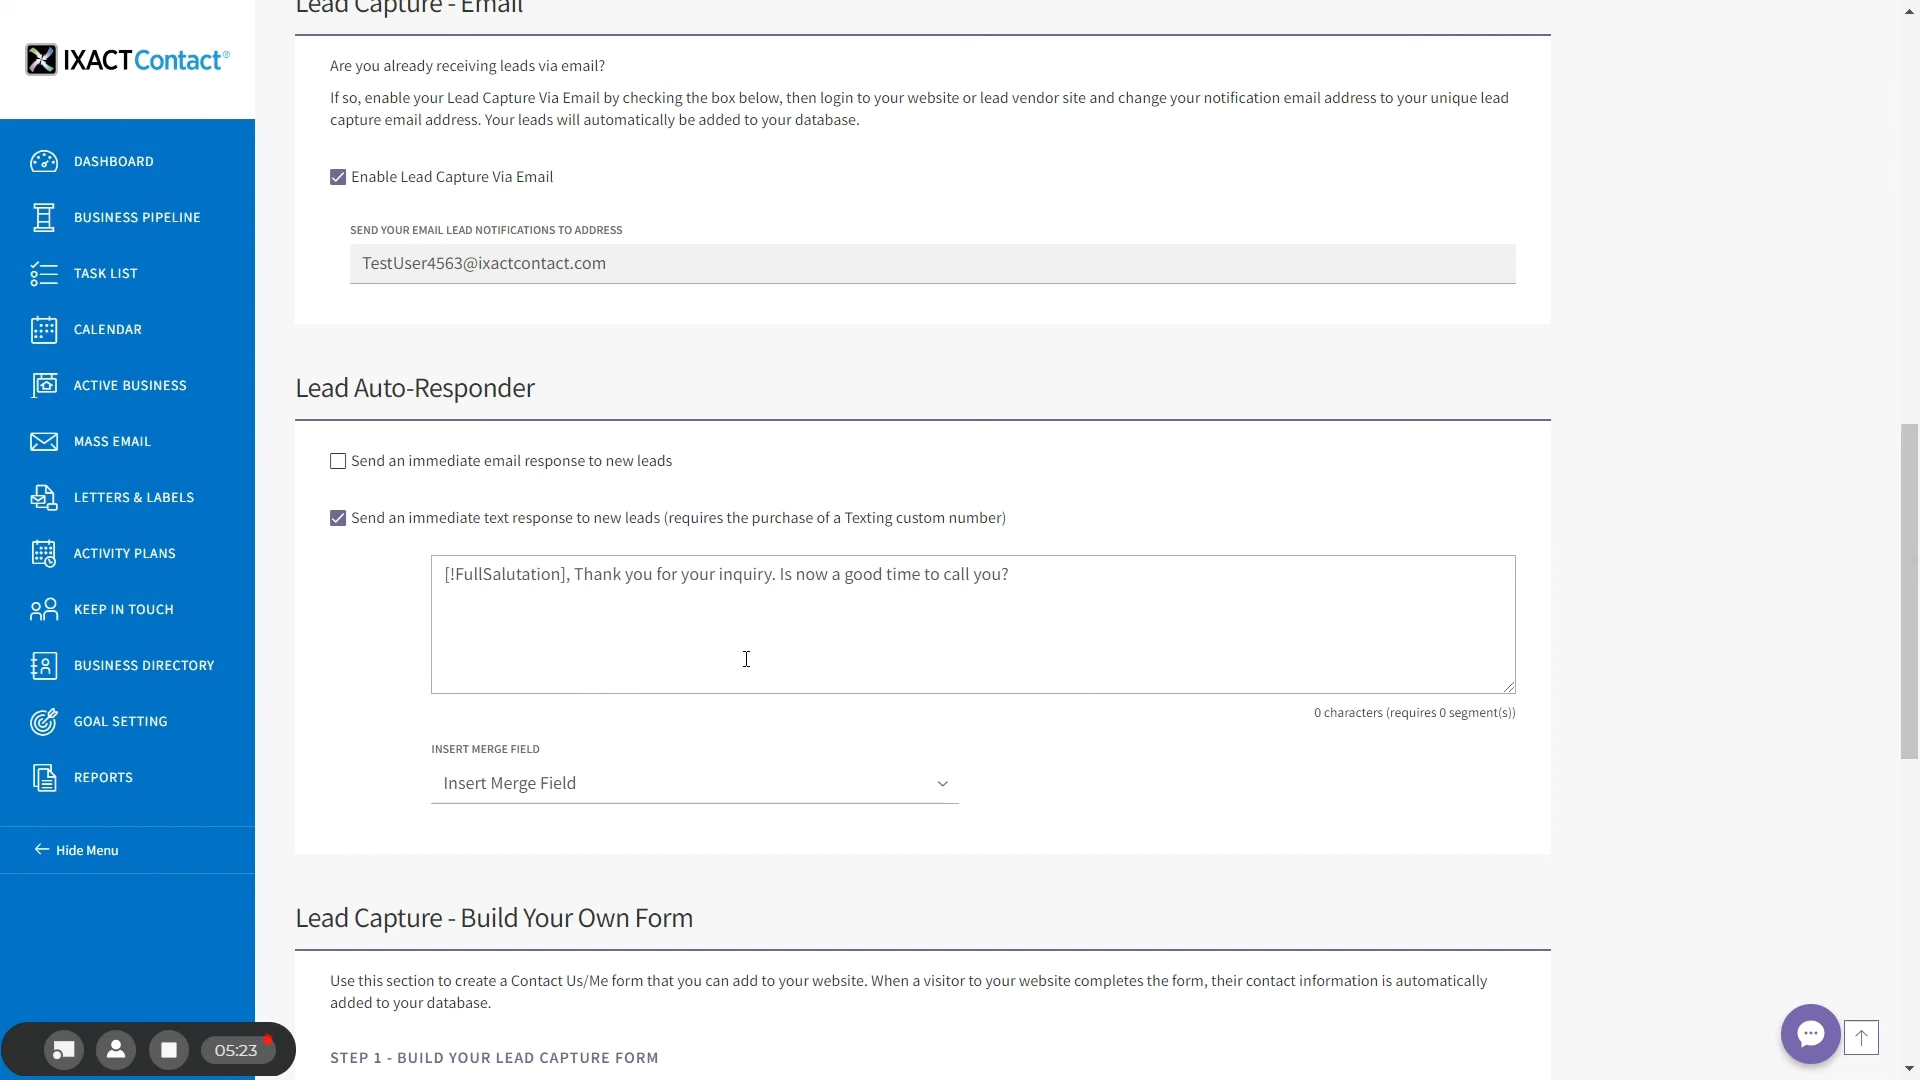 Lead Capture - Email
IXACTContact®
Are you already receiving leads via email?
If so, enable your Lead Capture Via Email by checking the box below, then login to your website or lead vendor site and change your notification email address to your unique lead
capture email address. Your leads will automatically be added to your database.
Enable Lead Capture Via Email
SEND YOUR EMAIL LEAD NOTIFICATIONS TO ADDRESS
TestUser4563@ixactcontact.com
DASHBOARD
BUSINESS PIPELINE
TASK LIST
CALENDAR
ACTIVE BUSINESS
MASS EMAIL
LETTERS & LABELS
ACTIVITY PLANS
KEEP IN TOUCH
BUSINESS DIRECTORY
GOAL SETTING
REPORTS
Hide Menu
Lead Auto-Responder
Send an immediate email response to new leads
Send an immediate text response to new leads (requires the purchase of a Texting custom number)
[!FullSalutation], Thank you for your inquiry. Is now a good time to call you?
0 characters (requires 0 segment(s))
INSERT MERGE FIELD
Insert Merge Field
Lead Capture - Build Your Own Form
Use this section to create a Contact Us/Me form that you can add to your website. When a visitor to your website completes the form, their contact information is automatically
added to your database.
STEP 1 - BUILD YOUR LEAD CAPTURE FORM
05:23